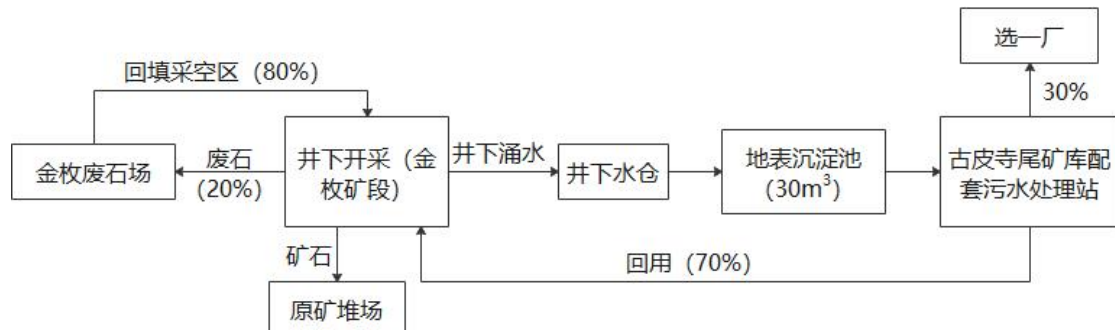 选一厂
回填采空区（80%）
30%
金枚废石场
废石
(20%)
井下开采（金
枚矿段）
井下涌水
井下水仓
地表沉淀池
（30m³）
古皮寺尾矿库配
套污水处理站
矿石
回用（70%）
原矿堆场